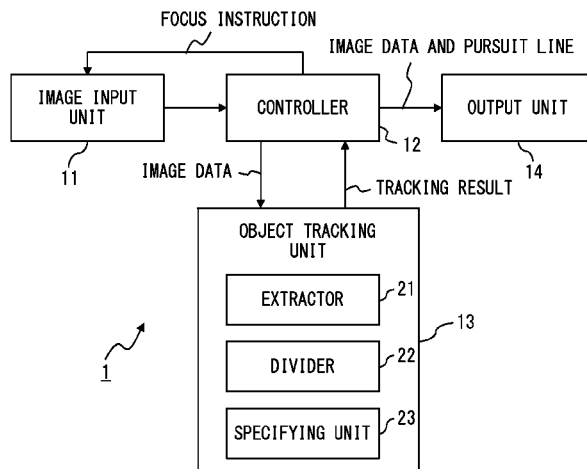 FOCUS INSTRUCTION
IMAGE DATA AND PURSUIT LINE
IMAGE INPUT
UNIT
CONTROLLER
OUTPUT UNIT
11
12
14
IMAGE DATA
TRACKING RESULT
OBJECT TRACKING
UNIT
EXTRACTOR
21
13
DIVIDER
22
1
SPECIFYING UNIT
23